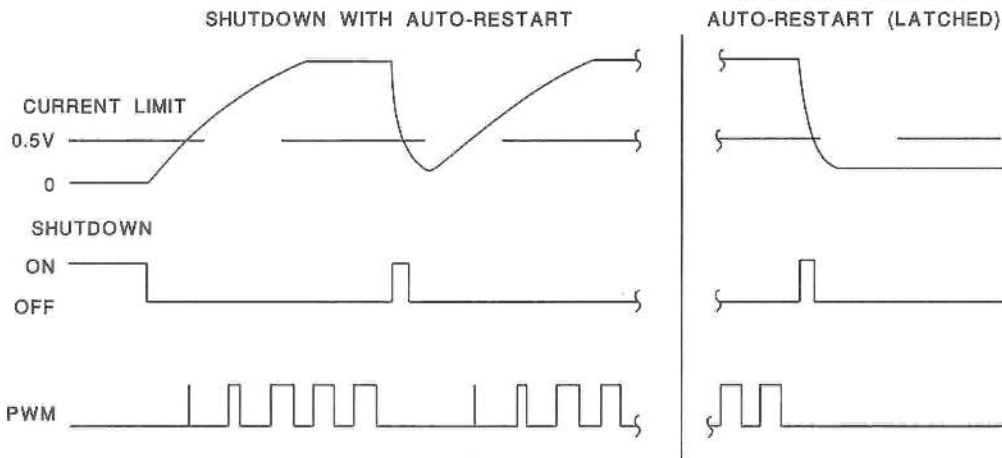 SHUTDOWN WITH AUTO-RESTART
AUTO-RESTART (LATCHED)
CURRENT LIMIT
0.5V
0
SHUTDOWN
ON
OFF
PWM